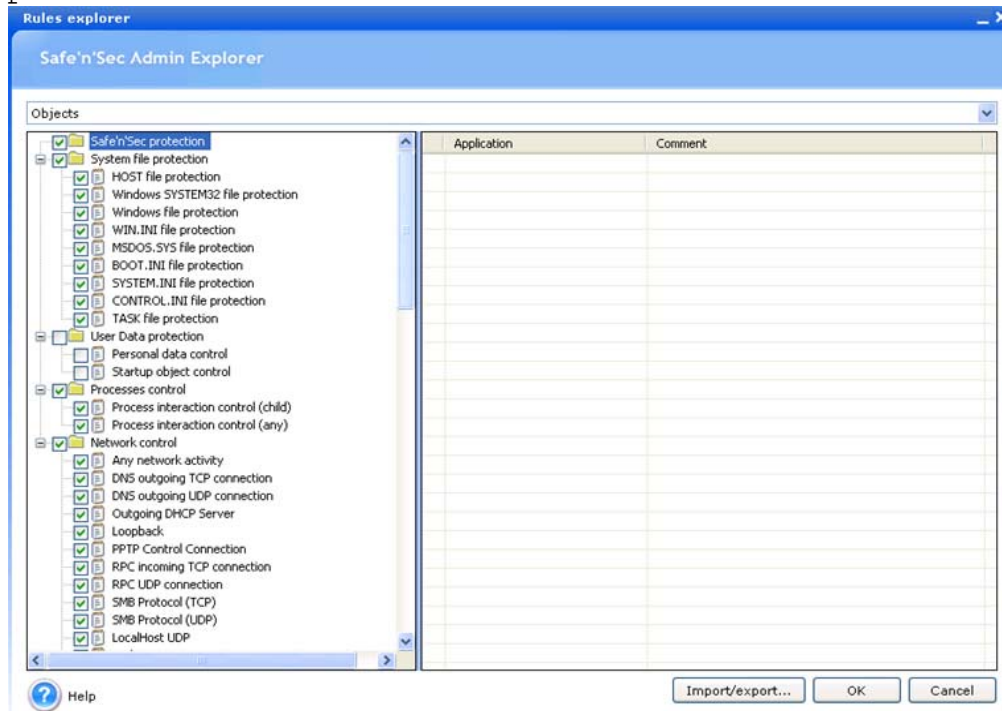 Rules explorer
Safe'n'Sec Admin Explorer
Objects
Safe'n'Sec protection
System file protection
HOST file protection
Windows SYSTEM32 file protection
Windows file protection
WIN.INI file protection
MSDOS.SYS file protection
BOOT.INI file protection
SYSTEM.INI file protection
CONTROL.INI file protection
TASK file protection
User Data protection
Personal data control
Startup object control
Processes control
Process interaction control (child)
Process interaction control (any)
Network control
Any network activity
DNS outgoing TCP connection
DNS outgoing UDP connection
Outgoing DHCP Server
Loopback
PPTP Control Connection
RPC incoming TCP connection
RPC UDP connection
SMB Protocol (TCP)
SMB Protocol (UDP)
LocalHost UDP
Application Comment
Help
Import/export... OK Cancel